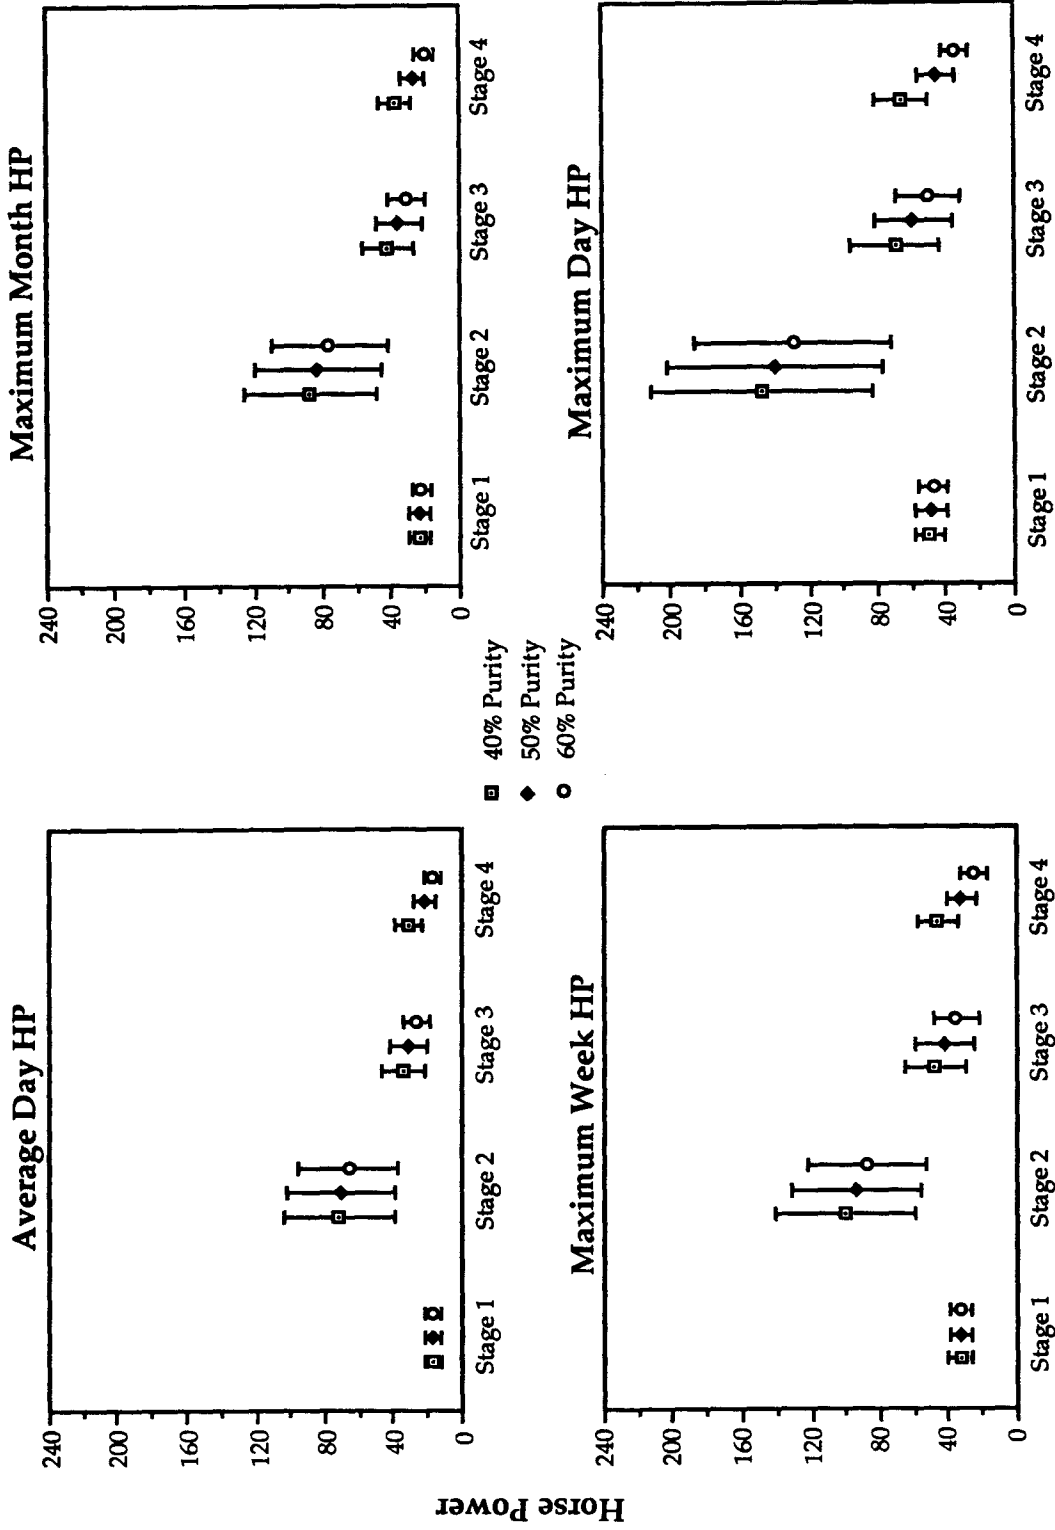 Average Day HP
240
200
160
120
80
40
0
Stage 1
Stage 2
Stage 3
Stage 4
Maximum Month HP
240
200
160
120
80
40
0
Stage 1
Stage 2
Stage 3
Stage 4
40% Purity
50% Purity
60% Purity
Horse Power
Maximum Week HP
240
200
160
120
80
40
0
Stage 1
Stage 2
Stage 3
Stage 4
Maximum Day HP
240
200
160
120
80
40
0
Stage 1
Stage 2
Stage 3
Stage 4